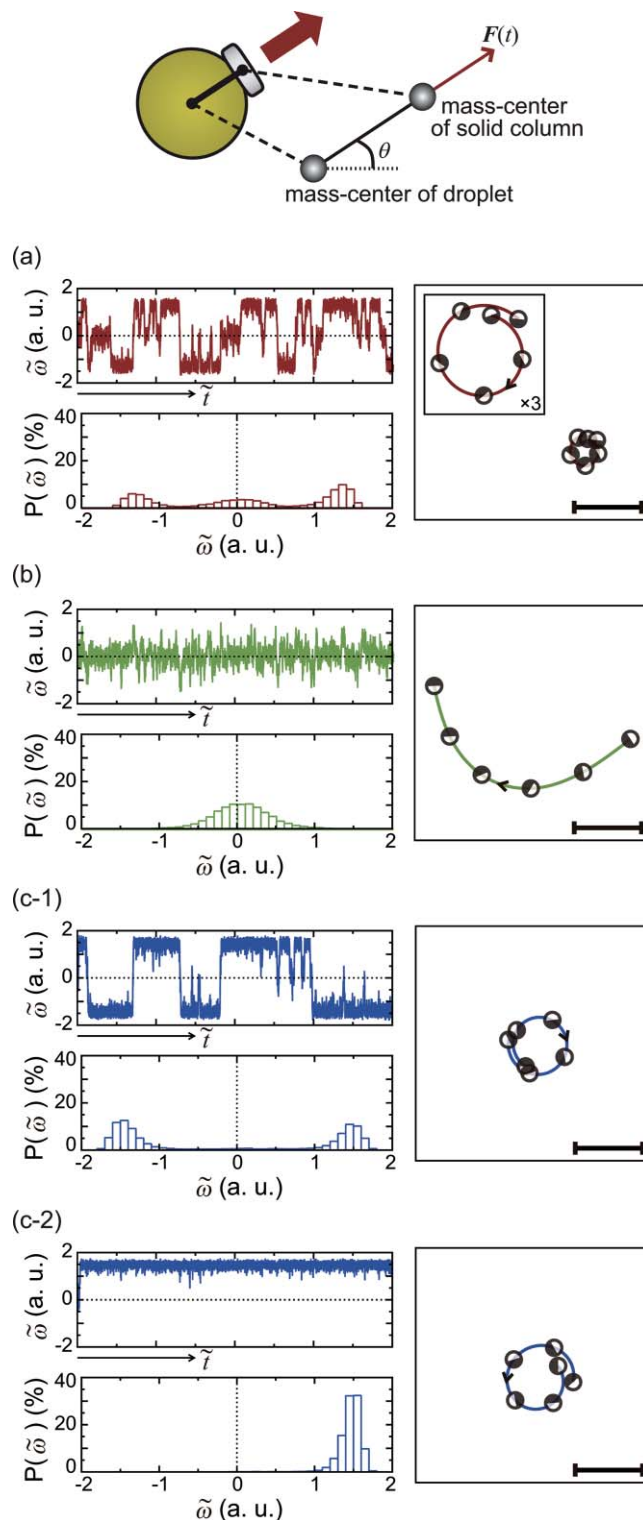 F(t)
mass-center
of solid column
θ
mass-center of droplet
(a)
2
0
-2
ω̃ (a. u.)
t̃
40
20
0
P(ω̃) (%)
-2 -1 0 1 2
ω̃ (a. u.)
×3
(b)
2
0
-2
ω̃ (a. u.)
t̃
40
20
0
P(ω̃) (%)
-2 -1 0 1 2
ω̃ (a. u.)
(c-1)
2
0
-2
ω̃ (a. u.)
t̃
40
20
0
P(ω̃) (%)
-2 -1 0 1 2
ω̃ (a. u.)
(c-2)
2
0
-2
ω̃ (a. u.)
t̃
40
20
0
P(ω̃) (%)
-2 -1 0 1 2
ω̃ (a. u.)